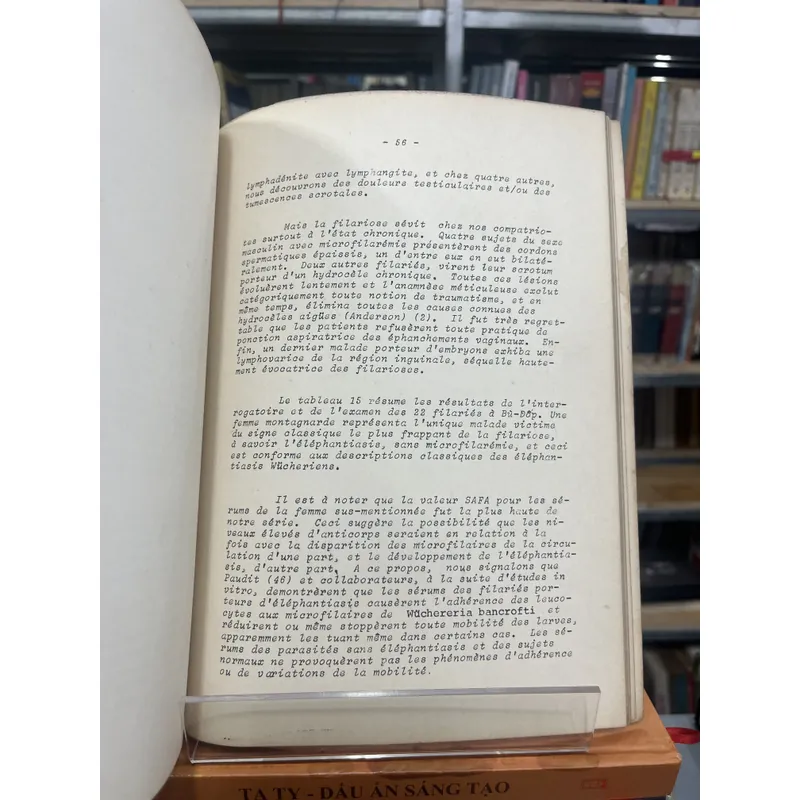 - 56 -
lymphadénite avec lymphangite, et chez quatre autres,
nous découvrons des douleurs testiculaires et/ou des
tumescences scrotales.
Mais la filariose sévit chez nos compatrio-
tes surtout à l'état chronique. Quatre sujets du sexe
masculin avec microfilarémie présentèrent des cordons
spermatiques épaissis, un d'entre eux en eut bilaté-
ralement. Deux autres filariés, virent leur scrotum
porteur d'un hydrocèle chronique. Toutes ces lésions
évoluèrent lentement et l'anamnèse méticuleuse exclut
catégoriquement toute notion de traumatisme, et en
même temps, élimina toutes les causes connues des
hydrocèles aigües (Anderson) (2). Il fut très regret-
table que les patients refusèrent toute pratique de
ponction aspiratrice des éphanchements vaginaux. En-
fin, un dernier malade porteur d'embryons exhiba une
lymphovarice de la région inguinale, séquelle haute-
ment évocatrice des filarioses.
Le tableau 15 résume les résultats de l'inter-
rogatoire et de l'examen des 22 filariés à Bù-Đốp. Une
femme montagnarde représenta l'unique malade victime
du signe classique le plus frappant de la filariose,
à savoir l'éléphantiasis, sans microfilarémie, et ceci
est conforme aux descriptions classiques des éléphan-
tiasis Wücheriens.
Il est à noter que la valeur SAFA pour les sé-
rums de la femme sus-mentionnée fut la plus haute de
notre série. Ceci suggère la possibilité que les ni-
veaux élevés d'anticorps seraient en relation à la
fois avec la disparition des microfilaires de la circu-
lation d'une part, et le développement de l'éléphantia-
sis, d'autre part. A ce propos, nous signalons que
Paudit (46) et collaborateurs, à la suite d'études in
vitro, demontrèrent que les sérums des filariés por-
teurs d'éléphantiasis causèrent l'adhérence des leuco-
cytes aux microfilaires de Wüchereria bancrofti et
réduirent ou même stoppèrent toute mobilité des larves,
apparemment les tuant même dans certains cas. Les sé-
rums des parasités sans éléphantiasis et des sujets
normaux ne provoquèrent pas les phénomènes d'adhérence
ou de variations de la mobilité.
TẠ TỴ - DẤU ẤN SÁNG TẠO